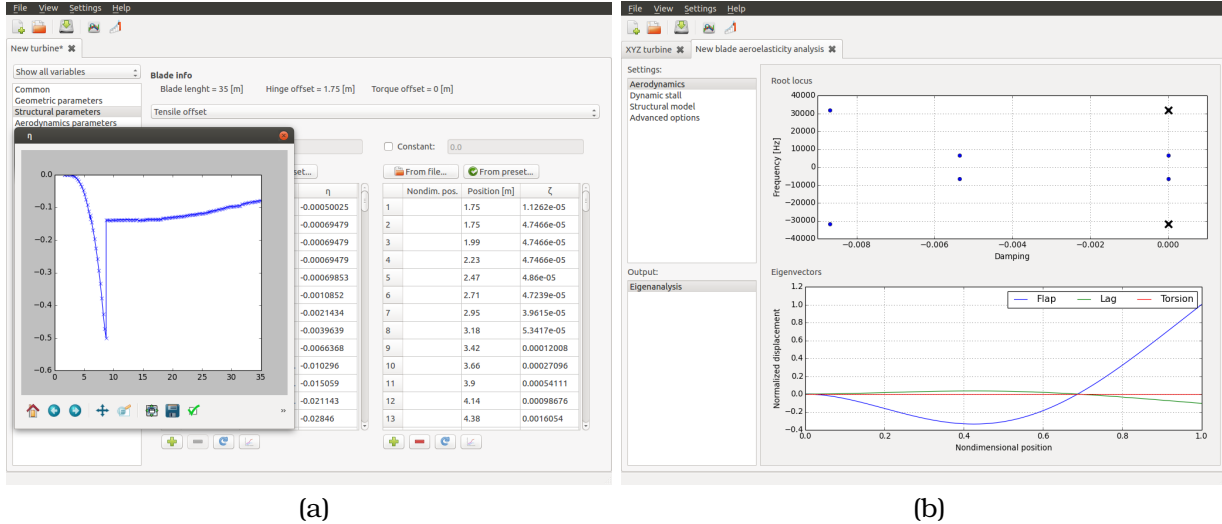 File View Settings Help
New turbine*
Show all variables
Common
Geometric parameters
Structural parameters
Aerodynamics parameters
Blade info
Blade lenght = 35 [m] Hinge offset = 1.75 [m] Torque offset = 0 [m]
Tensile offset
η
0.0
−0.1
−0.2
−0.3
−0.4
−0.5
−0.6
0 5 10 15 20 25 30 35
»
set...
η
-0.00050025
-0.00069479
-0.00069479
-0.00069479
-0.00069853
-0.0010852
-0.0021434
-0.0039639
-0.0066368
-0.010296
-0.015059
-0.021143
-0.02846
Constant: 0.0
From file... From preset...
Nondim. pos. Position [m] ζ
1 1.75 1.1262e-05
2 1.75 4.7466e-05
3 1.99 4.7466e-05
4 2.23 4.7466e-05
5 2.47 4.86e-05
6 2.71 4.7239e-05
7 2.95 3.9615e-05
8 3.18 5.3417e-05
9 3.42 0.00012008
10 3.66 0.00027096
11 3.9 0.00054111
12 4.14 0.00098676
13 4.38 0.0016054
(a)
File View Settings Help
XYZ turbine New blade aeroelasticity analysis
Settings:
Aerodynamics
Dynamic stall
Structural model
Advanced options
Output:
Eigenanalysis
Root locus
40000
30000
20000
10000
0
−10000
−20000
−30000
−40000
Frequency [Hz]
−0.008 −0.006 −0.004 −0.002 0.000
Damping
Eigenvectors
1.2
1.0
0.8
0.6
0.4
0.2
0.0
−0.2
−0.4
Normalized displacement
Flap Lag Torsion
0.0 0.2 0.4 0.6 0.8 1.0
Nondimensional position
(b)